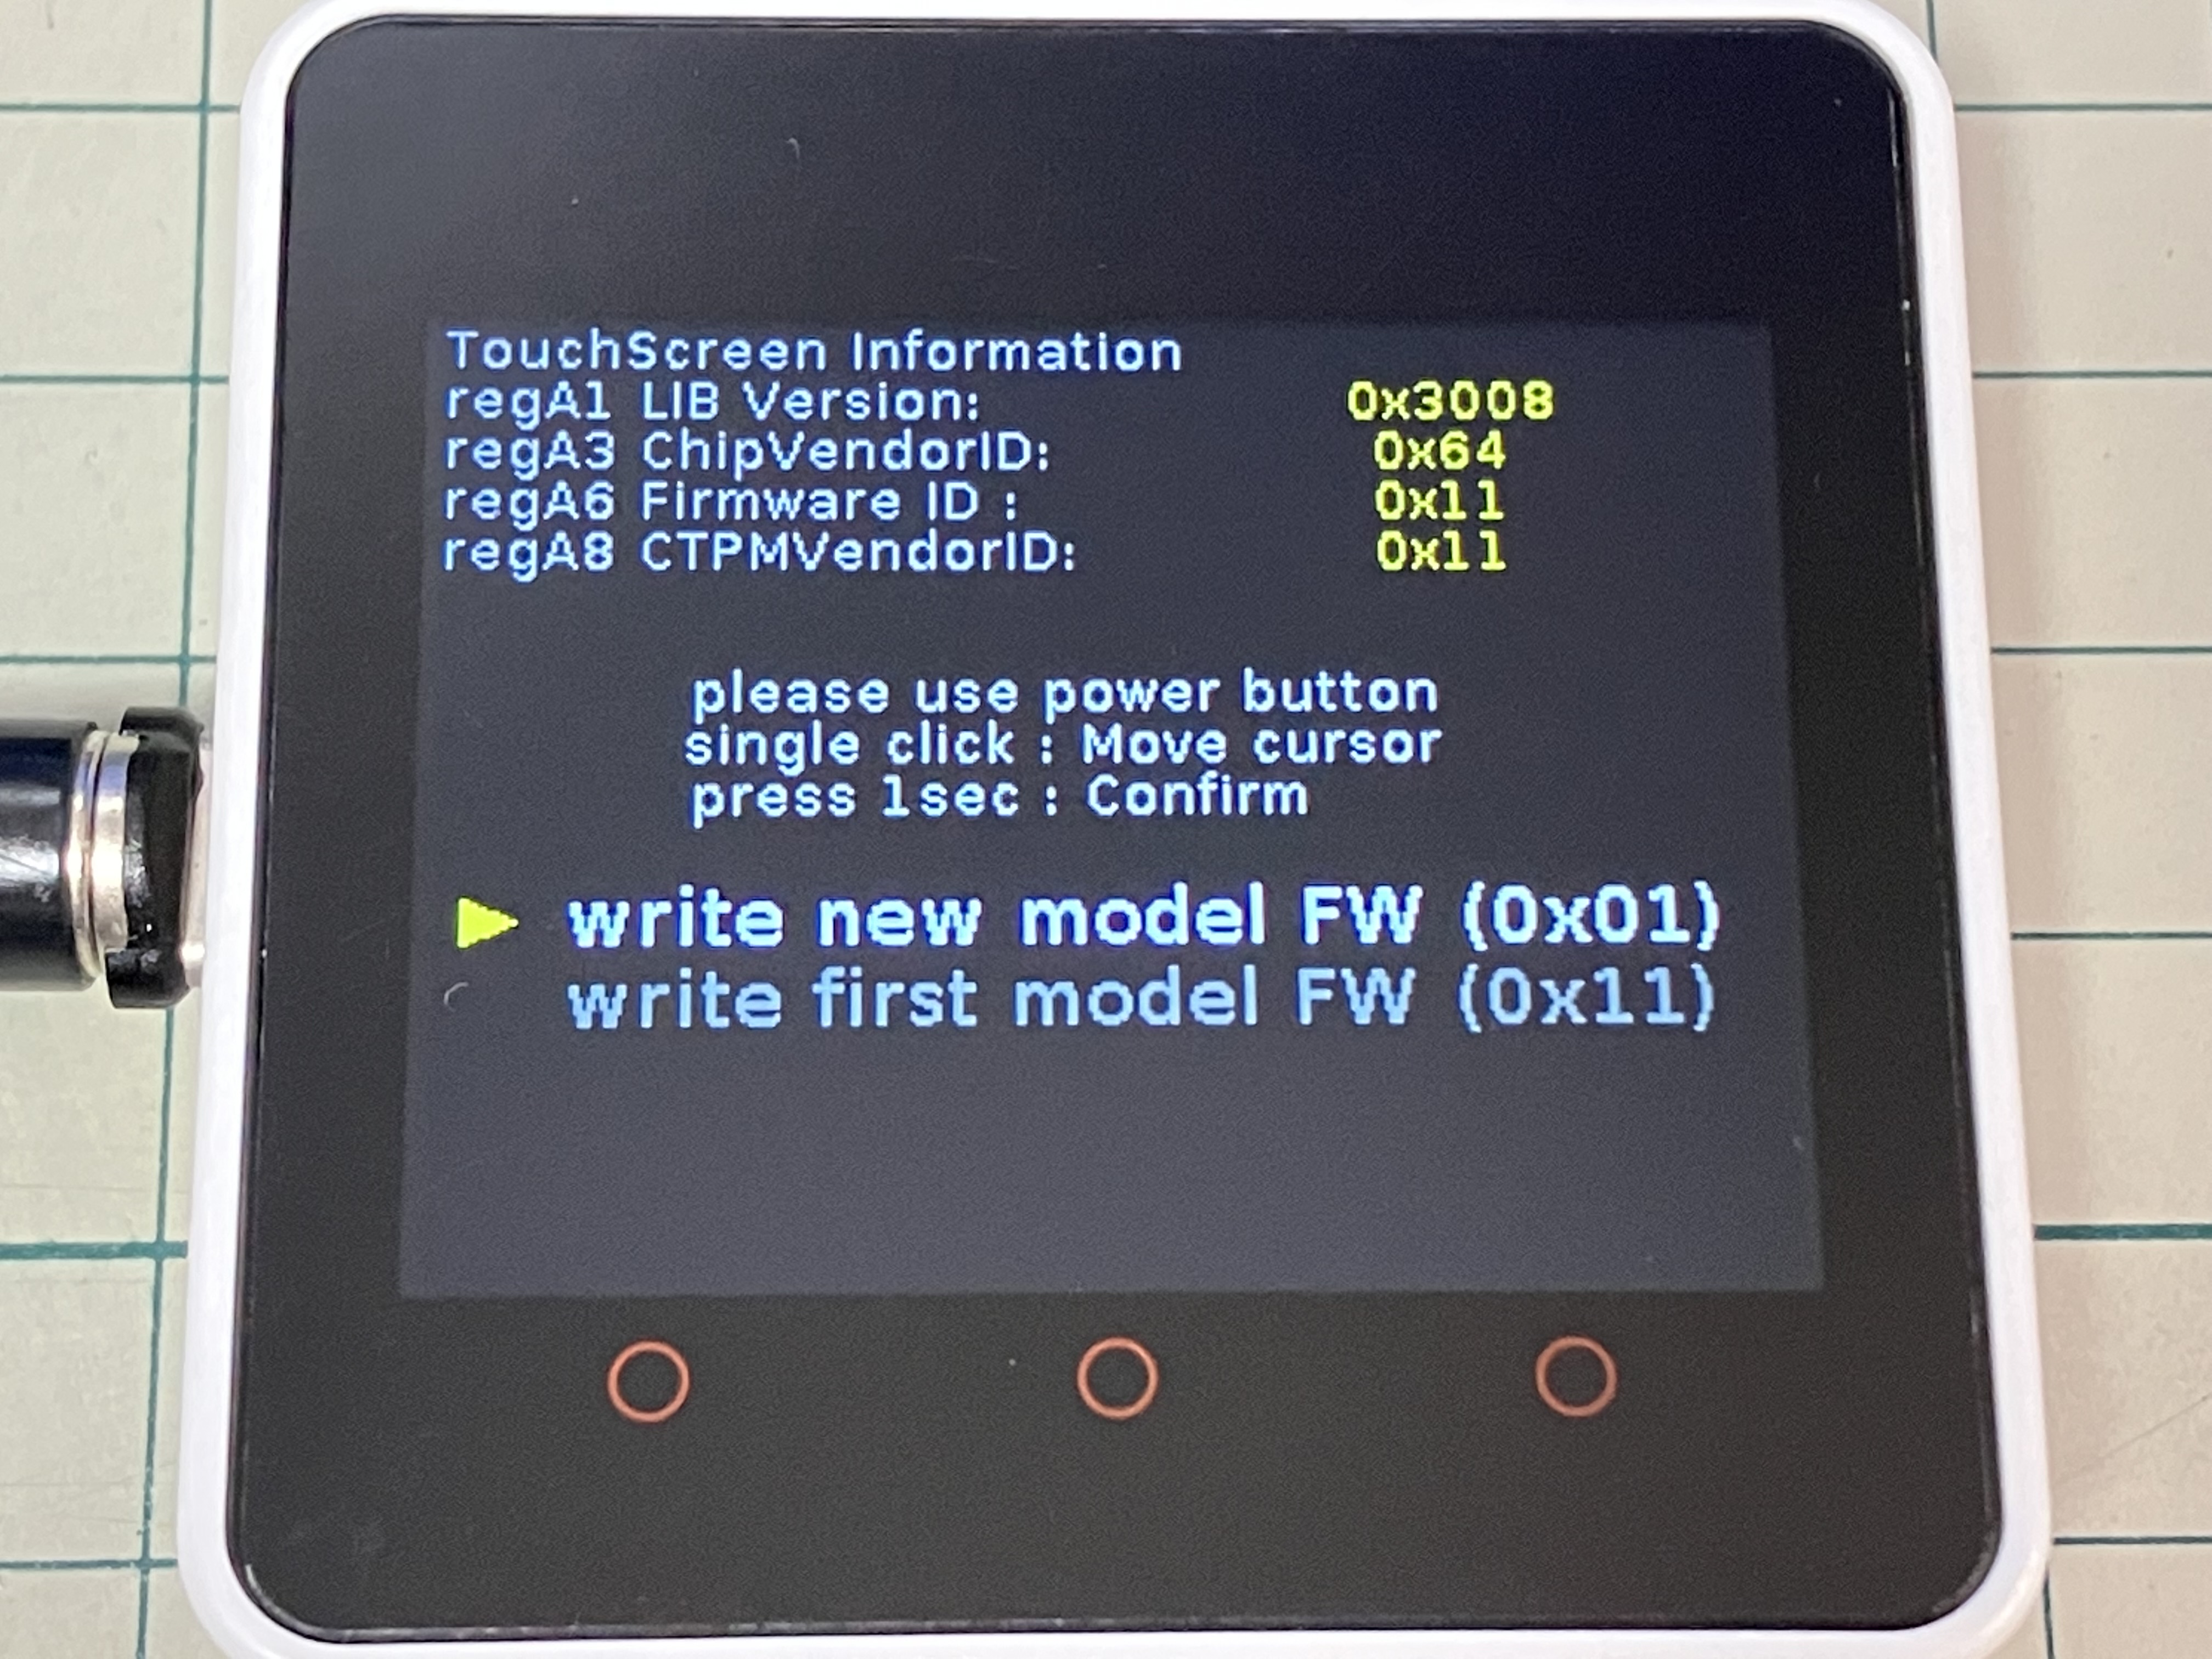 TouchScreen Information
regA1 LIB Version: 0x3008
regA3 ChipVendorID: 0x64
regA6 Firmware ID : 0x11
regA8 CTPMVendorID: 0x11
please use power button
single click : Move cursor
press 1sec : Confirm
write new model FW (0x01)
write first model FW (0x11)